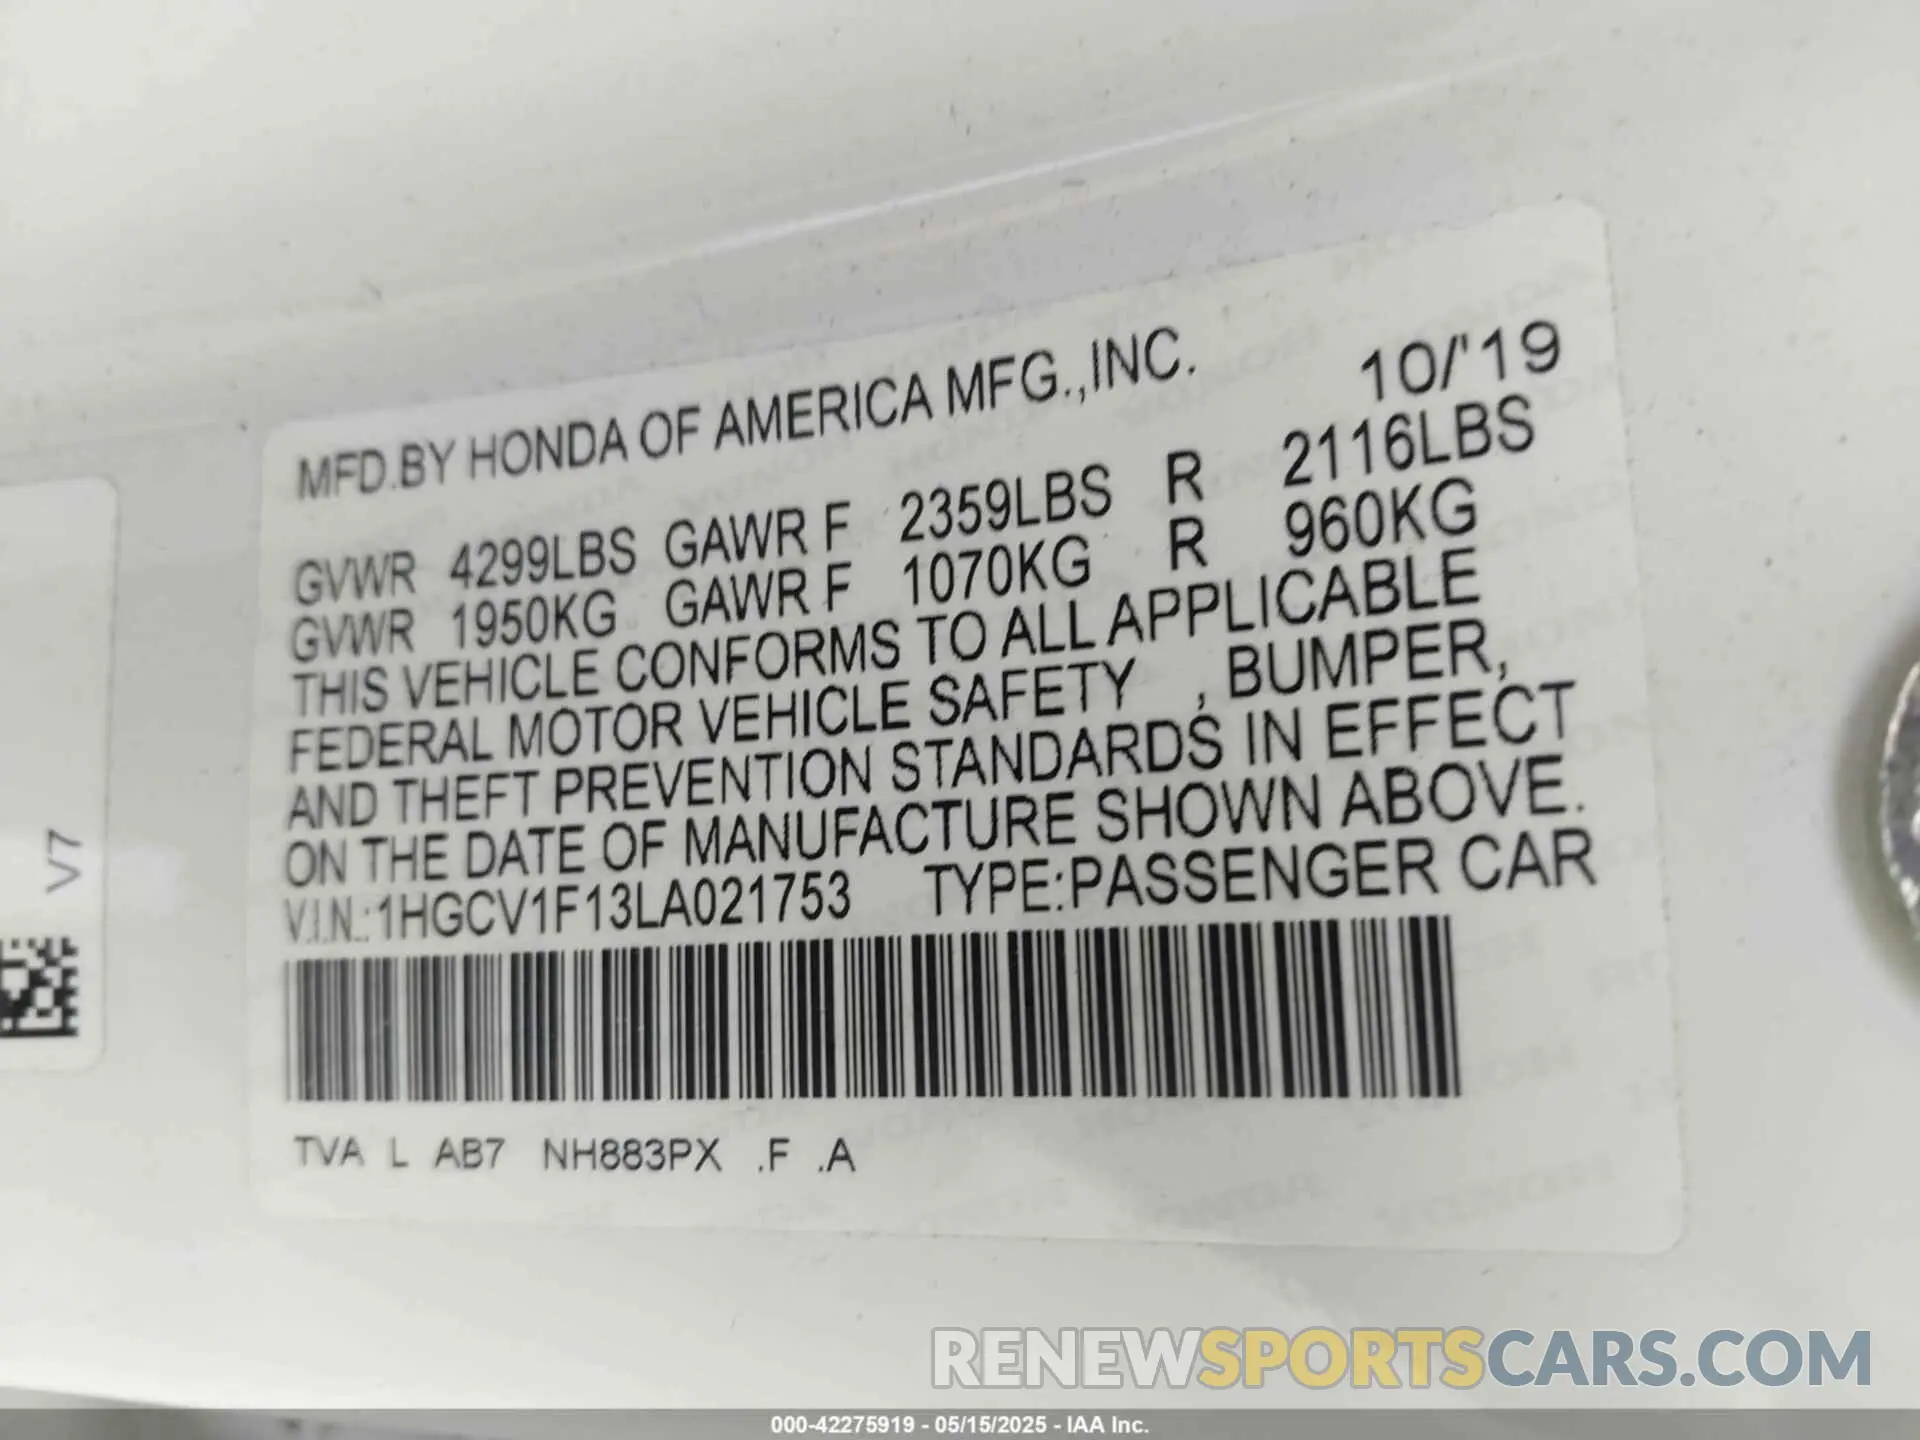 MFD.BY HONDA OF AMERICA MFG.,INC. 10/'19
GVWR 4299LBS GAWR F 2359LBS R 2116LBS
GVWR 1950KG GAWR F 1070KG R 960KG
THIS VEHICLE CONFORMS TO ALL APPLICABLE
FEDERAL MOTOR VEHICLE SAFETY , BUMPER,
AND THEFT PREVENTION STANDARDS IN EFFECT
ON THE DATE OF MANUFACTURE SHOWN ABOVE.
V.I.N.:1HGCV1F13LA021753 TYPE:PASSENGER CAR
TVA L AB7 NH883PX .F .A
V7
RENEWSPORTSCARS.COM
000-42275919 - 05/15/2025 - IAA Inc.